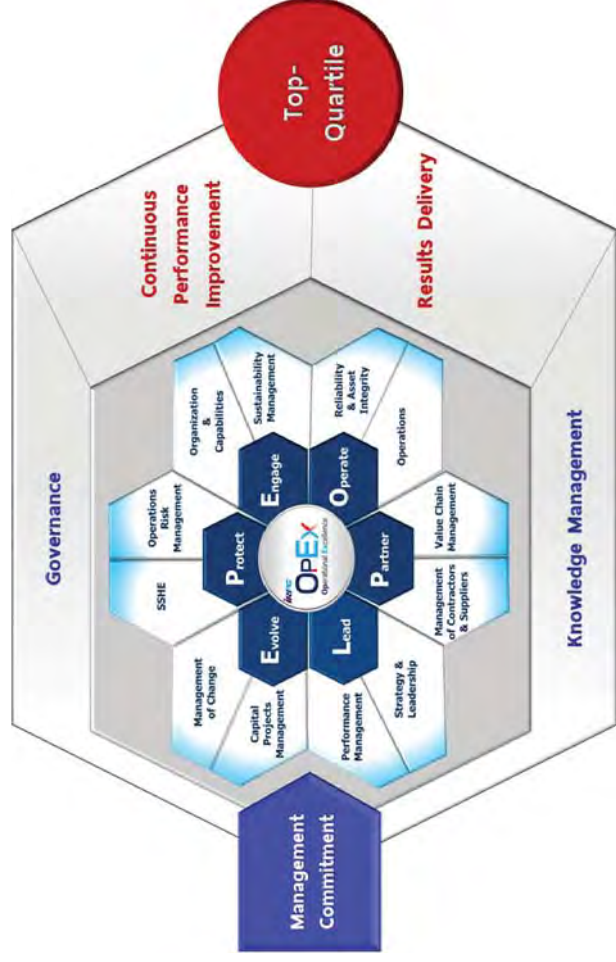 Governance
Continuous
Performance
Improvement
Top-
Quartile
Results Delivery
Knowledge Management
Management
Commitment
Operations
Risk
Management
SSHE
Protect
Organization
&
Capabilities
Sustainability
Management
Engage
Reliability
& Asset
Integrity
Operations
Operate
Value Chain
Management
Management
of Contractors
& Suppliers
Partner
Strategy &
Leadership
Performance
Management
Lead
Capital
Projects
Management
Management
of Change
Evolve
OpEx
Operational Excellence